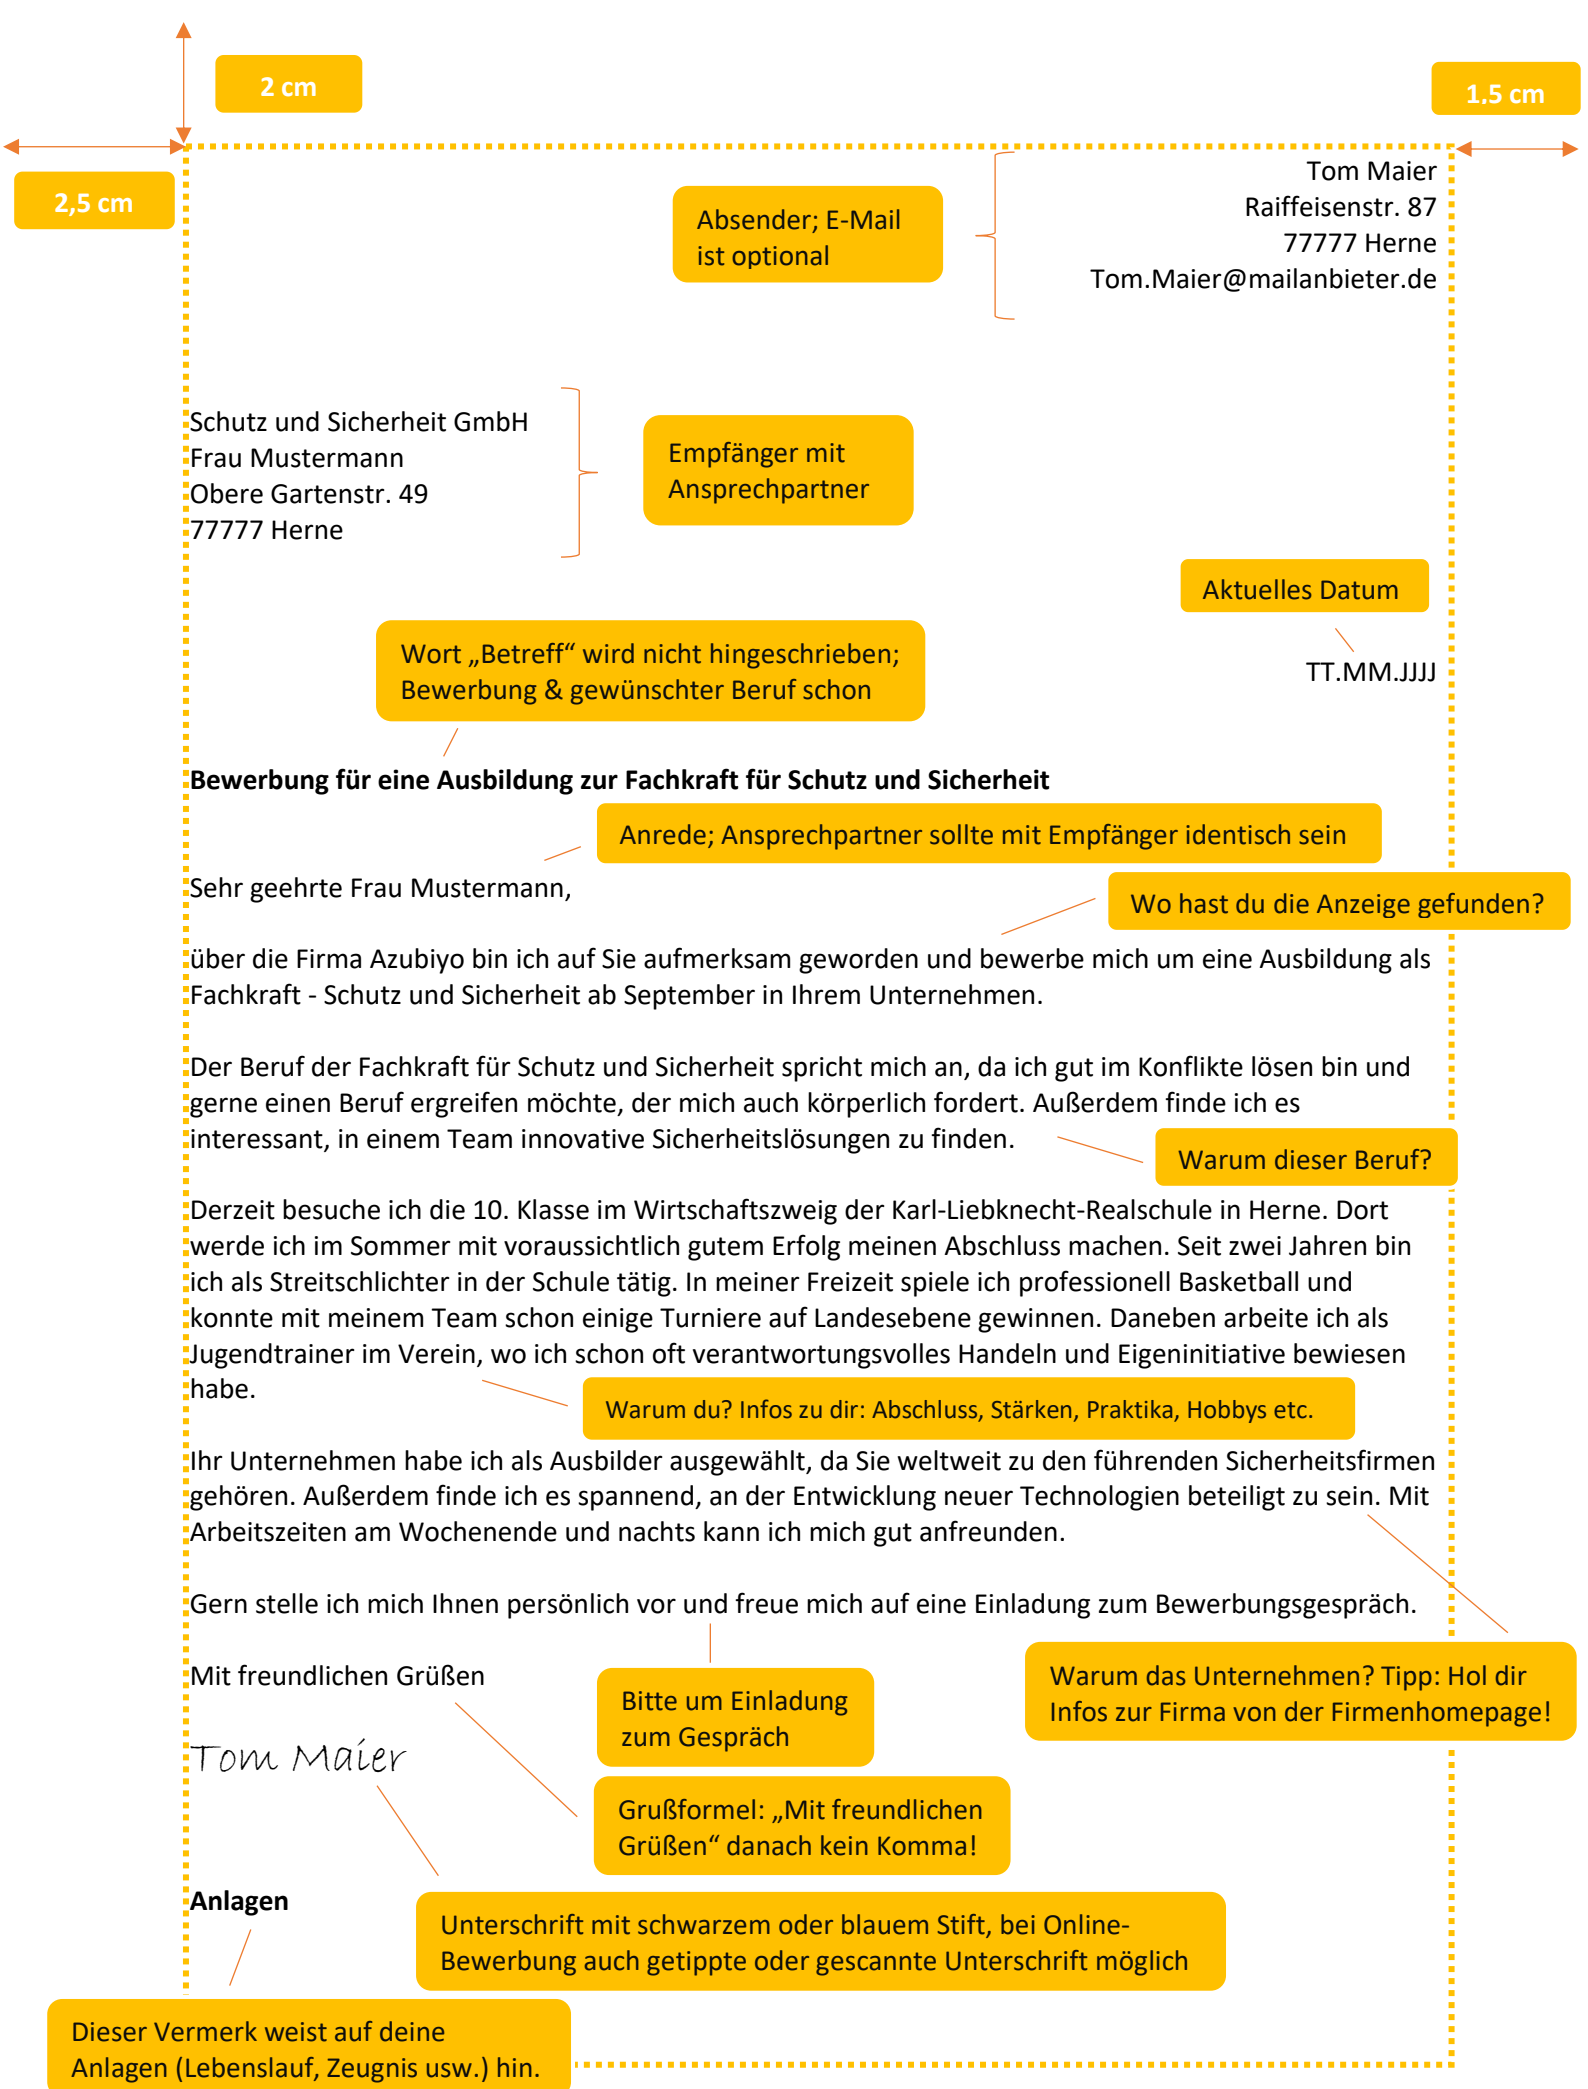 2 cm
1.5 cm
2,5 cm
Tom Maier
Raiffeisenstr. 87
77777 Herne
Tom.Maier@mailanbieter.de
Absender; E-Mail
ist optional
Schutz und Sicherheit GmbH
Frau Mustermann
Obere Gartenstr. 49
77777 Herne
Empfänger mit
Ansprechpartner
Aktuelles Datum
TT.MM.JJJJ
Wort „Betreff“ wird nicht hingeschrieben;
Bewerbung & gewünschter Beruf schon
Bewerbung für eine Ausbildung zur Fachkraft für Schutz und Sicherheit
Anrede; Ansprechpartner sollte mit Empfänger identisch sein
Sehr geehrte Frau Mustermann,
Wo hast du die Anzeige gefunden?
über die Firma Azubiyo bin ich auf Sie aufmerksam geworden und bewerbe mich um eine Ausbildung als
Fachkraft - Schutz und Sicherheit ab September in Ihrem Unternehmen.
Der Beruf der Fachkraft für Schutz und Sicherheit spricht mich an, da ich gut im Konflikte lösen bin und
gerne einen Beruf ergreifen möchte, der mich auch körperlich fordert. Außerdem finde ich es
interessant, in einem Team innovative Sicherheitslösungen zu finden.
Warum dieser Beruf?
Derzeit besuche ich die 10. Klasse im Wirtschaftszweig der Karl-Liebknecht-Realschule in Herne. Dort
werde ich im Sommer mit voraussichtlich gutem Erfolg meinen Abschluss machen. Seit zwei Jahren bin
ich als Streitschlichter in der Schule tätig. In meiner Freizeit spiele ich professionell Basketball und
konnte mit meinem Team schon einige Turniere auf Landesebene gewinnen. Daneben arbeite ich als
Jugendtrainer im Verein, wo ich schon oft verantwortungsvolles Handeln und Eigeninitiative bewiesen
habe.
Warum du? Infos zu dir: Abschluss, Stärken, Praktika, Hobbys etc.
Ihr Unternehmen habe ich als Ausbilder ausgewählt, da Sie weltweit zu den führenden Sicherheitsfirmen
gehören. Außerdem finde ich es spannend, an der Entwicklung neuer Technologien beteiligt zu sein. Mit
Arbeitszeiten am Wochenende und nachts kann ich mich gut anfreunden.
Gern stelle ich mich Ihnen persönlich vor und freue mich auf eine Einladung zum Bewerbungsgespräch.
Mit freundlichen Grüßen
Bitte um Einladung
zum Gespräch
Warum das Unternehmen? Tipp: Hol dir
Infos zur Firma von der Firmenhomepage!
Tom Maier
Grußformel: „Mit freundlichen
Grüßen“ danach kein Komma!
Anlagen
Unterschrift mit schwarzem oder blauem Stift, bei Online-
Bewerbung auch getippte oder gescannte Unterschrift möglich
Dieser Vermerk weist auf deine
Anlagen (Lebenslauf, Zeugnis usw.) hin.